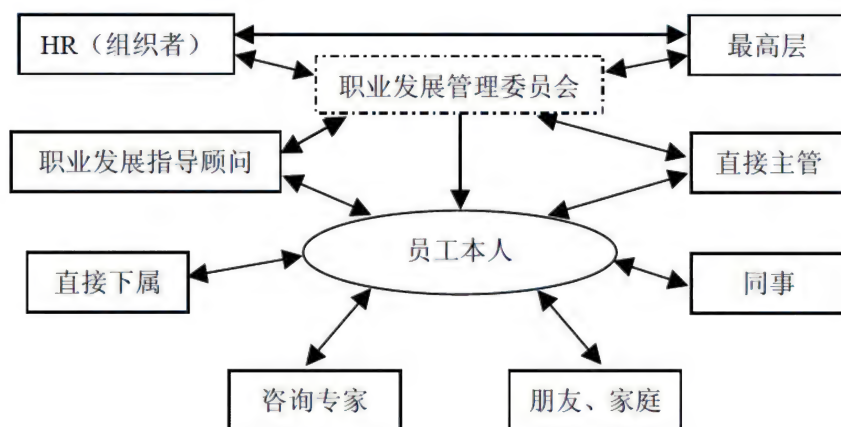 HR（组织者）
最高层
职业发展管理委员会
职业发展指导顾问
直接主管
员工本人
直接下属
同事
咨询专家
朋友、家庭